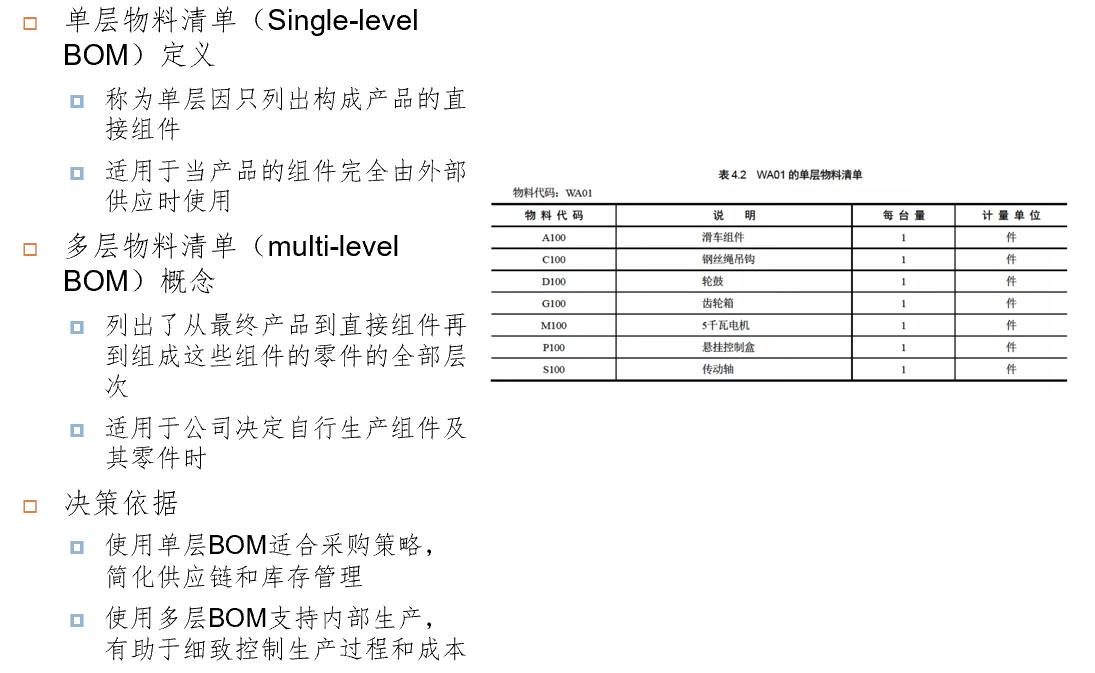 单层物料清单（Single-level
BOM）定义
称为单层因只列出构成产品的直
接组件
适用于当产品的组件完全由外部
供应时使用
多层物料清单（multi-level
BOM）概念
列出了从最终产品到直接组件再
到组成这些组件的零件的全部层
次
适用于公司决定自行生产组件及
其零件时
决策依据
使用单层BOM适合采购策略，
简化供应链和库存管理
使用多层BOM支持内部生产，
有助于细致控制生产过程和成本
表 4.2 WA01 的单层物料清单
物料代码：WA01
物料代码 说明 每台量 计量单位
A100 滑车组件 1 件
C100 钢丝绳吊钩 1 件
D100 轮鼓 1 件
G100 齿轮箱 1 件
M100 5千瓦电机 1 件
P100 悬挂控制盒 1 件
S100 传动轴 1 件